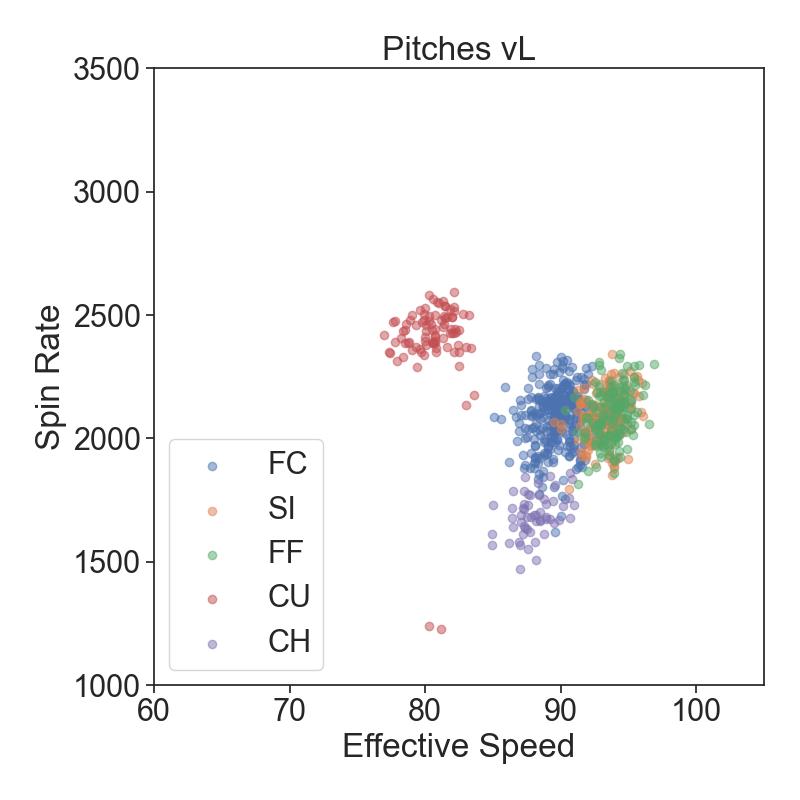 Pitches vL
3500
3000
2500
2000
1500
1000
Spin Rate
FC
SI
FF
CU
CH
60 70 80 90 100
Effective Speed